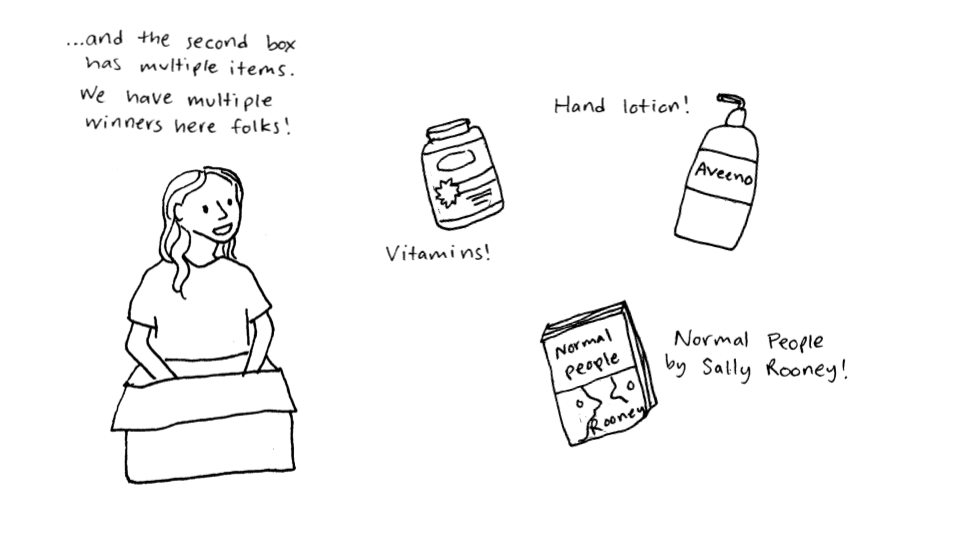 ...and the second box
has multiple items.
We have multiple
winners here folks!
Hand lotion!
Aveeno
Vitamins!
Normal
people
Rooney
Normal People
by Sally Rooney!